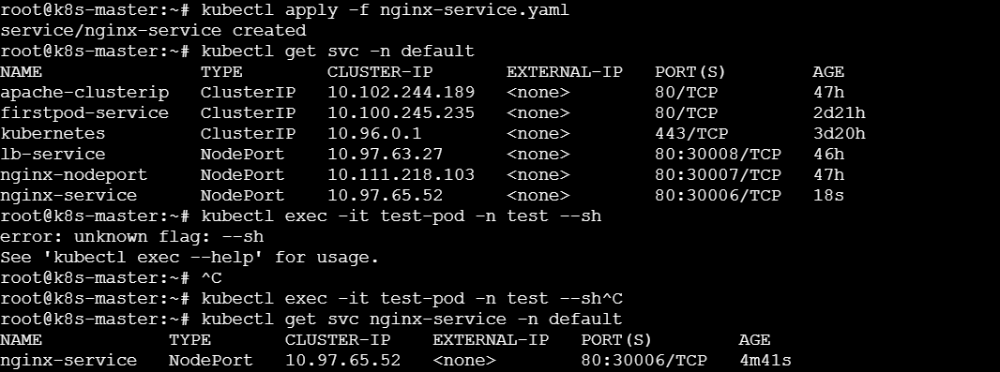 root@k8s-master:~# kubectl apply -f nginx-service.yaml
service/nginx-service created
root@k8s-master:~# kubectl get svc -n default
NAME                TYPE        CLUSTER-IP       EXTERNAL-IP   PORT(S)        AGE
apache-clusterip    ClusterIP   10.102.244.189   <none>        80/TCP         47h
firstpod-service    ClusterIP   10.100.245.235   <none>        80/TCP         2d21h
kubernetes          ClusterIP   10.96.0.1        <none>        443/TCP        3d20h
lb-service          NodePort    10.97.63.27      <none>        80:30008/TCP   46h
nginx-nodeport      NodePort    10.111.218.103   <none>        80:30007/TCP   47h
nginx-service       NodePort    10.97.65.52      <none>        80:30006/TCP   18s
root@k8s-master:~# kubectl exec -it test-pod -n test --sh
error: unknown flag: --sh
See 'kubectl exec --help' for usage.
root@k8s-master:~# ^C
root@k8s-master:~# kubectl exec -it test-pod -n test --sh^C
root@k8s-master:~# kubectl get svc nginx-service -n default
NAME            TYPE       CLUSTER-IP    EXTERNAL-IP   PORT(S)        AGE
nginx-service   NodePort   10.97.65.52   <none>        80:30006/TCP   4m41s